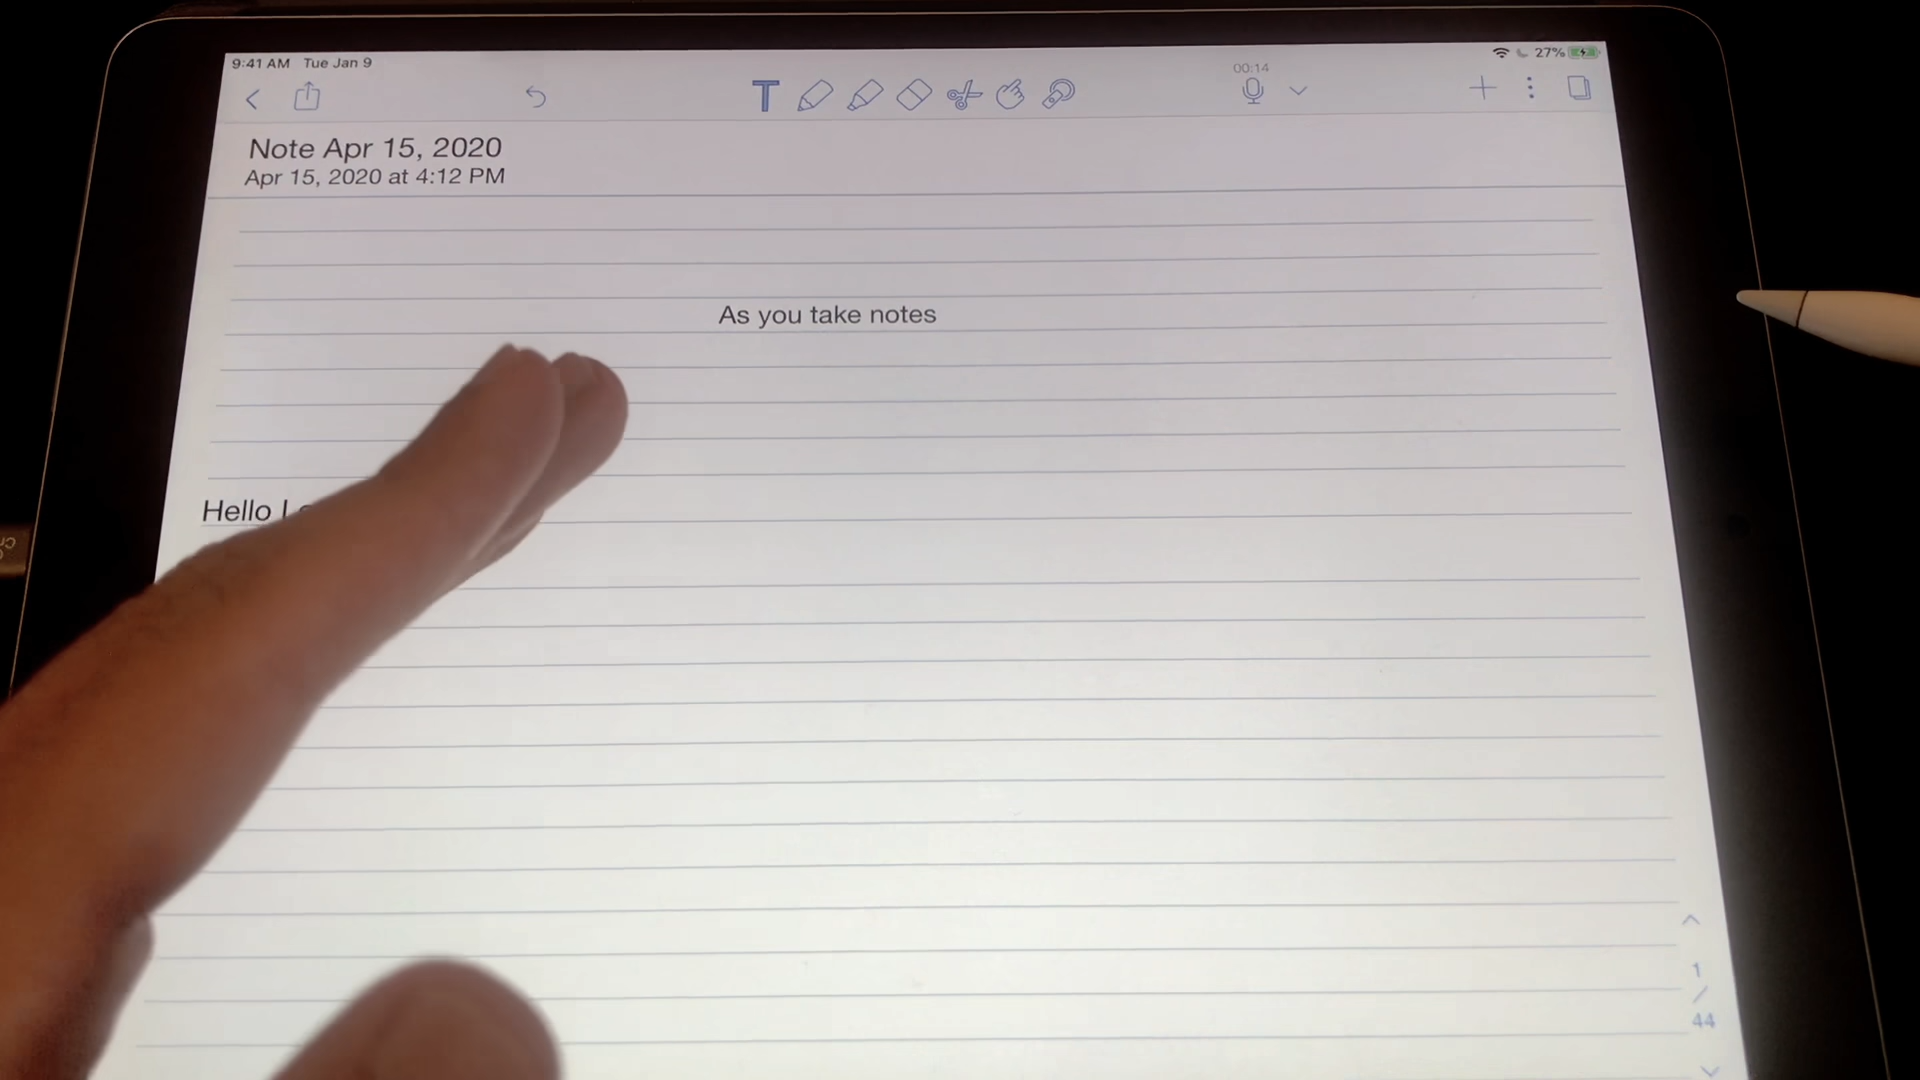 9:41 AM Tue Jan 9
27%
00:14
T
Note Apr 15, 2020
Apr 15, 2020 at 4:12 PM
As you take notes
Hello
1
/
44